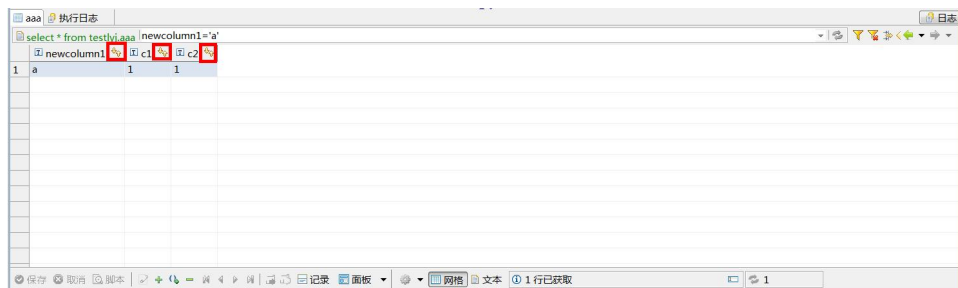 aaa 执行日志 日志
select * from testlyj.aaa newcolumn1='a'
newcolumn1 c1 c2
1 a 1 1
保存 取消 脚本 记录 面板 网格 文本 1 行已获取 1